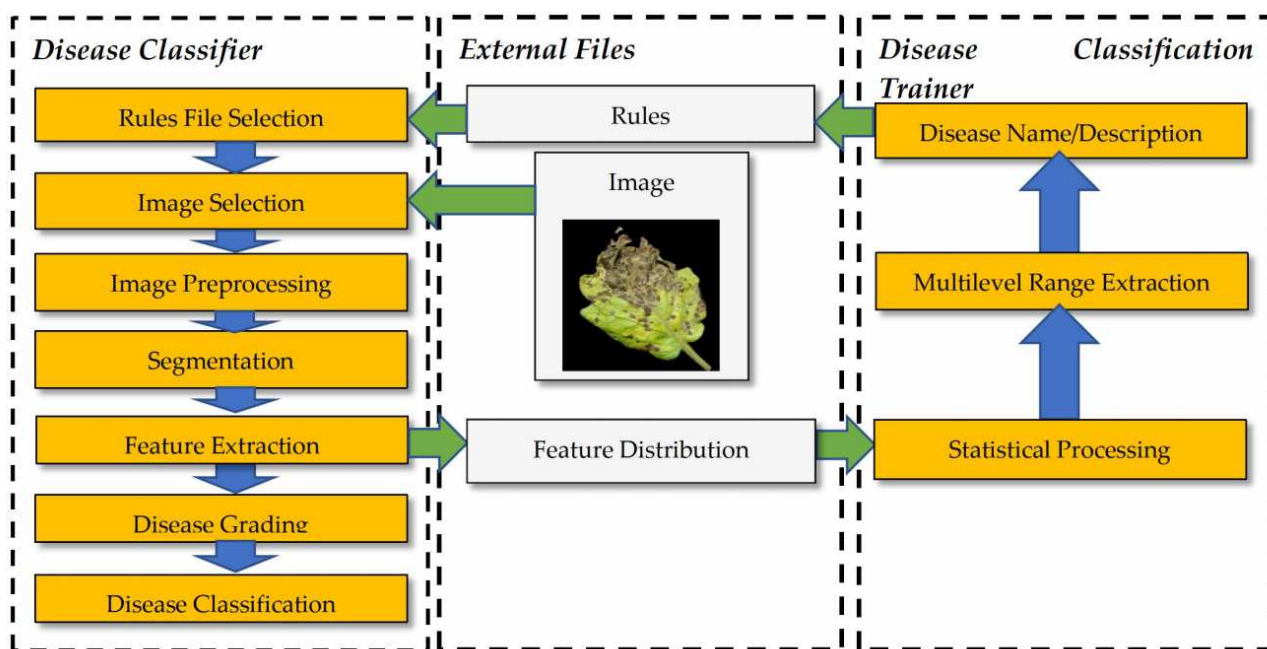 Disease Classifier
Rules File Selection
Image Selection
Image Preprocessing
Segmentation
Feature Extraction
Disease Grading
Disease Classification
External Files
Rules
Image
Feature Distribution
Disease Classification
Trainer
Disease Name/Description
Multilevel Range Extraction
Statistical Processing